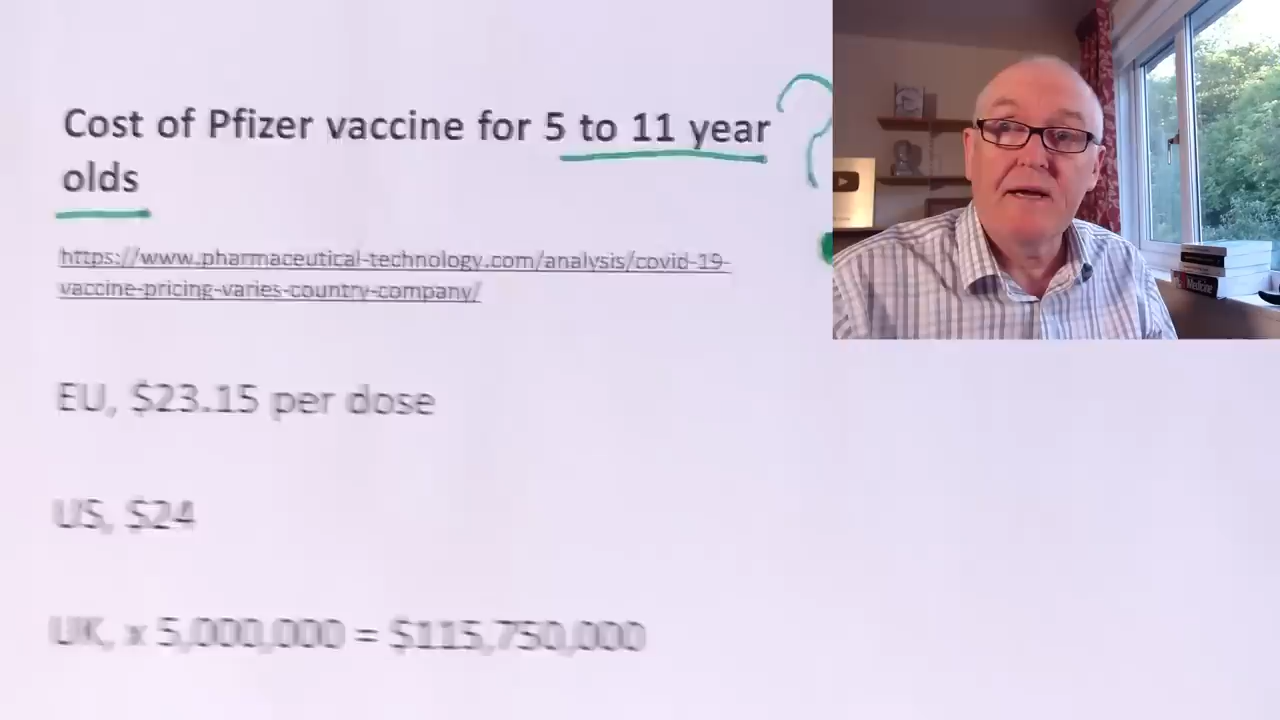 Cost of Pfizer vaccine for 5 to 11 year
olds
?
https://www.pharmaceutical-technology.com/analysis/covid-19-
vaccine-pricing-varies-country-company/
EU, $23.15 per dose
US, $24
UK, x 5,000,000 = $115,750,000
Medicine